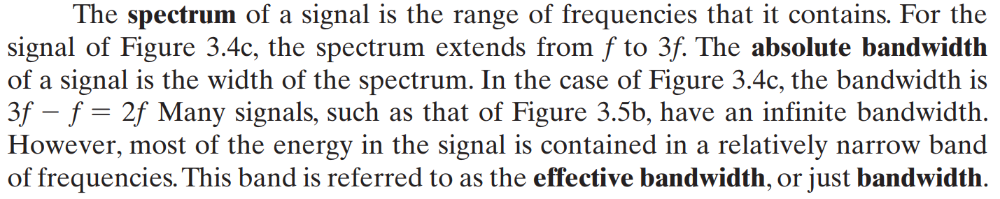 The spectrum of a signal is the range of frequencies that it contains. For the
signal of Figure 3.4c, the spectrum extends from f to 3f. The absolute bandwidth
of a signal is the width of the spectrum. In the case of Figure 3.4c, the bandwidth is
3f − f = 2f Many signals, such as that of Figure 3.5b, have an infinite bandwidth.
However, most of the energy in the signal is contained in a relatively narrow band
of frequencies. This band is referred to as the effective bandwidth, or just bandwidth.